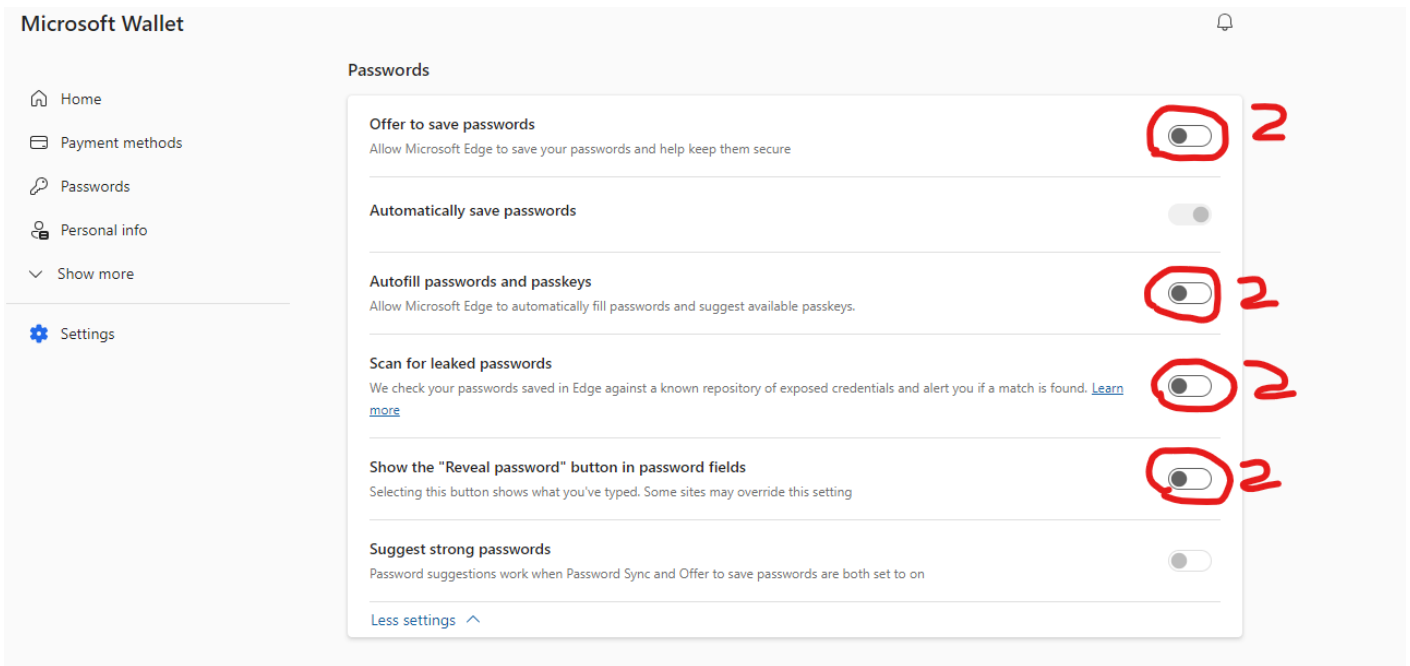 Microsoft Wallet
Home
Payment methods
Passwords
Personal info
Show more
Settings
Passwords
Offer to save passwords
Allow Microsoft Edge to save your passwords and help keep them secure
2
Automatically save passwords
Autofill passwords and passkeys
Allow Microsoft Edge to automatically fill passwords and suggest available passkeys.
2
Scan for leaked passwords
We check your passwords saved in Edge against a known repository of exposed credentials and alert you if a match is found. Learn
more
2
Show the "Reveal password" button in password fields
Selecting this button shows what you've typed. Some sites may override this setting
2
Suggest strong passwords
Password suggestions work when Password Sync and Offer to save passwords are both set to on
Less settings